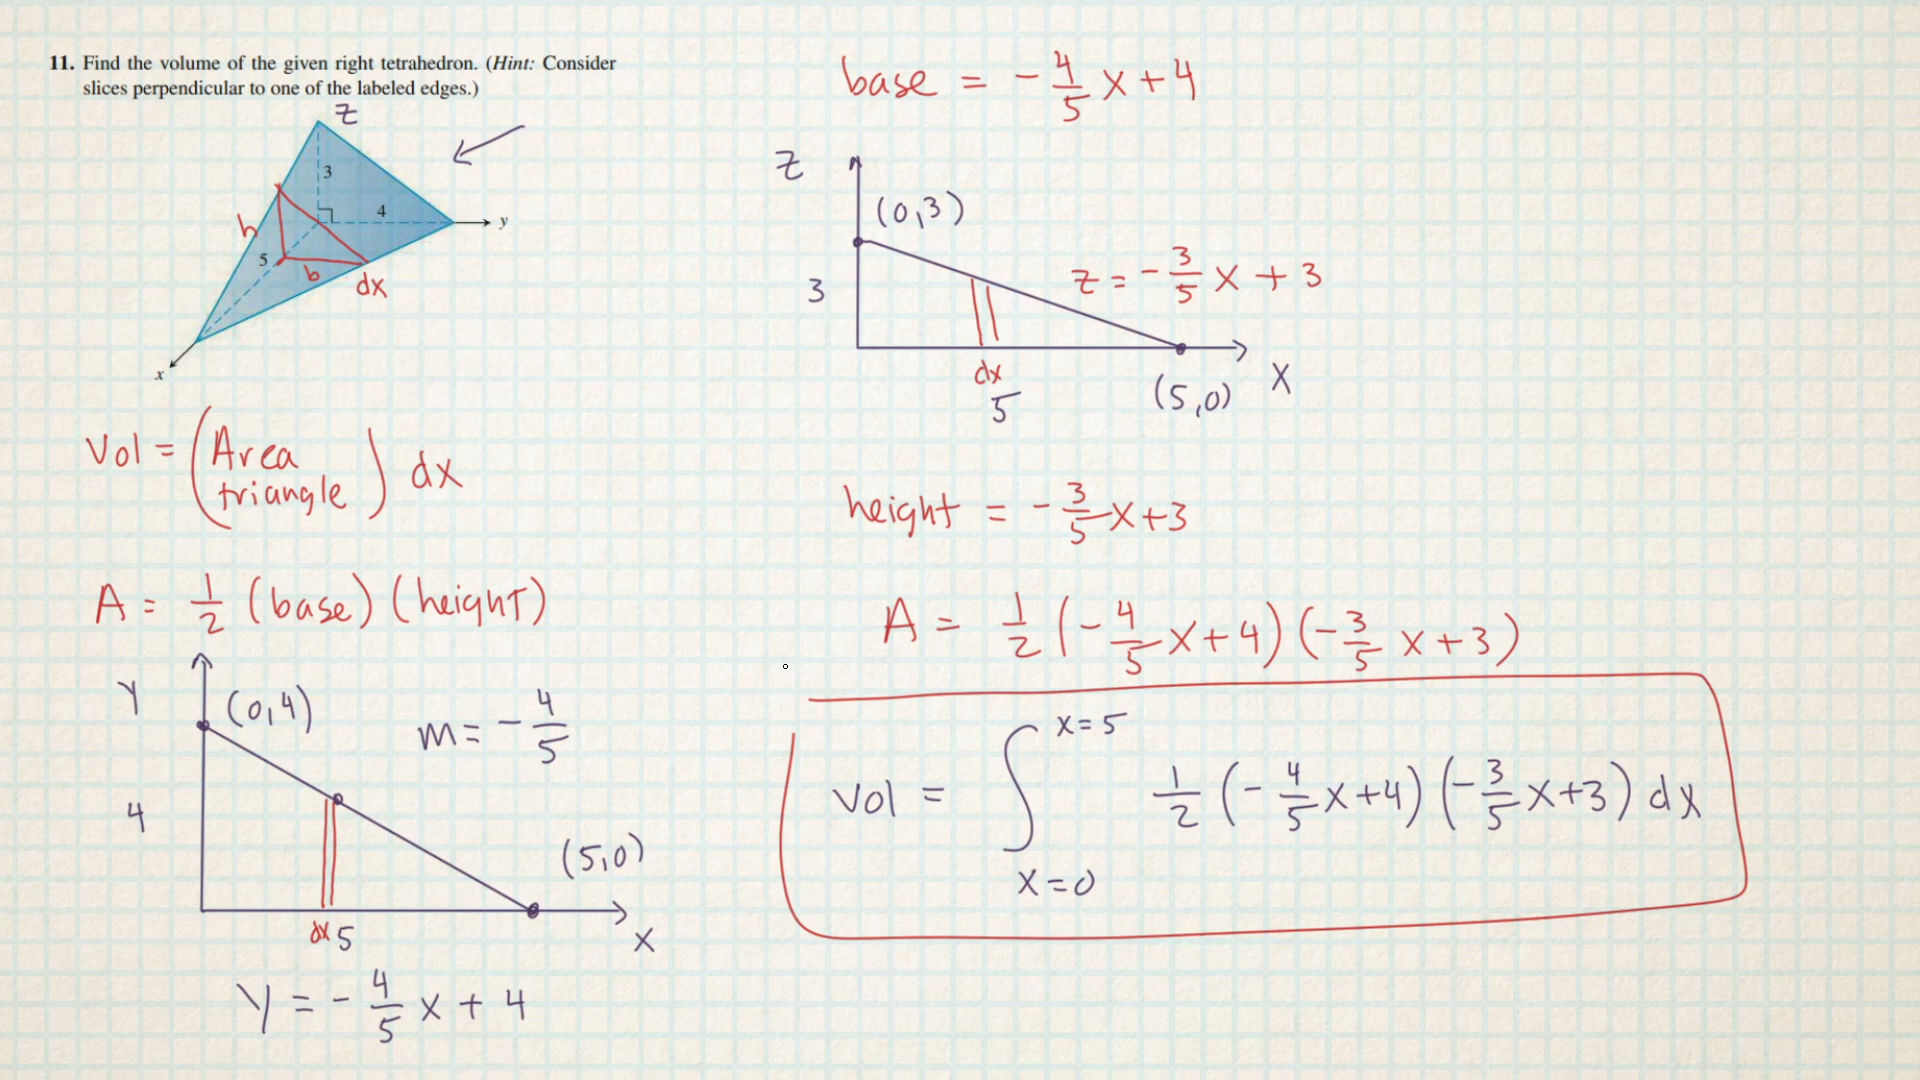 11. Find the volume of the given right tetrahedron. (Hint: Consider
slices perpendicular to one of the labeled edges.)
z
3
4
y
h
5
b
dx
x
Vol = (Area triangle) dx
A = 1/2 (base)(height)
Y
(0,4)
m = -4/5
4
(5,0)
dx 5
X
y = -4/5 x + 4
base = -4/5 x + 4
z
(0,3)
z = -3/5 x + 3
3
dx
5
(5,0)
X
height = -3/5 x + 3
A = 1/2 (-4/5 x + 4)(-3/5 x + 3)
x = 5
Vol = ∫ 1/2 (-4/5 x + 4)(-3/5 x + 3) dx
x = 0